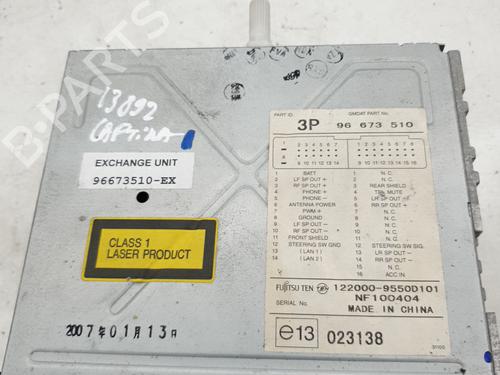 B-PARTS
13892
CAPTIVA
EXCHANGE UNIT
96673510-EX
CLASS 1
LASER PRODUCT
2007年01月13日
PART ID
GMDAT PART No.
3P 96 673 510
1 BATT
2 LF SP OUT +
3 RF SP OUT +
4 PHONE +
5 PHONE -
6 ANTENNA POWER
7 PWM +
8 GROUND
9 LF SP OUT -
10 RF SP OUT -
11 FRONT SHIELD
12 STEERING SW GND
13 ( LAN1 )
14 ( LAN2 )
1 N.C.
2 N.C.
3 REAR SHIELD
4 TEL MUTE
5 LR SP OUT +
6 RR SP OUT +
7 N.C.
8 N.C.
9 N.C.
10 N.C.
11 N.C.
12 STEERING SW SIG.
13 LR SP OUT -
14 RR SP OUT -
15 N.C.
16 ACC IN
FUJITSU TEN 122000-9550D101
NF100404
SERIAL No. MADE IN CHINA
e13 023138